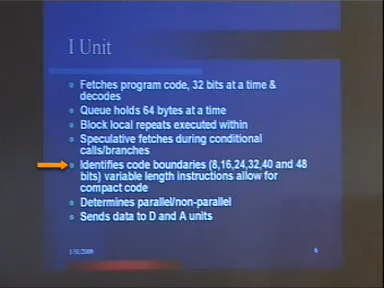 I Unit
Fetches program code, 32 bits at a time &
decodes
Queue holds 64 bytes at a time
Block local repeats executed within
Speculative fetches during conditional
calls/branches
Identifies code boundaries (8,16,24,32,40 and 48
bits) variable length instructions allow for
compact code
Determines parallel/non-parallel
Sends data to D and A units
1/30/2009
6